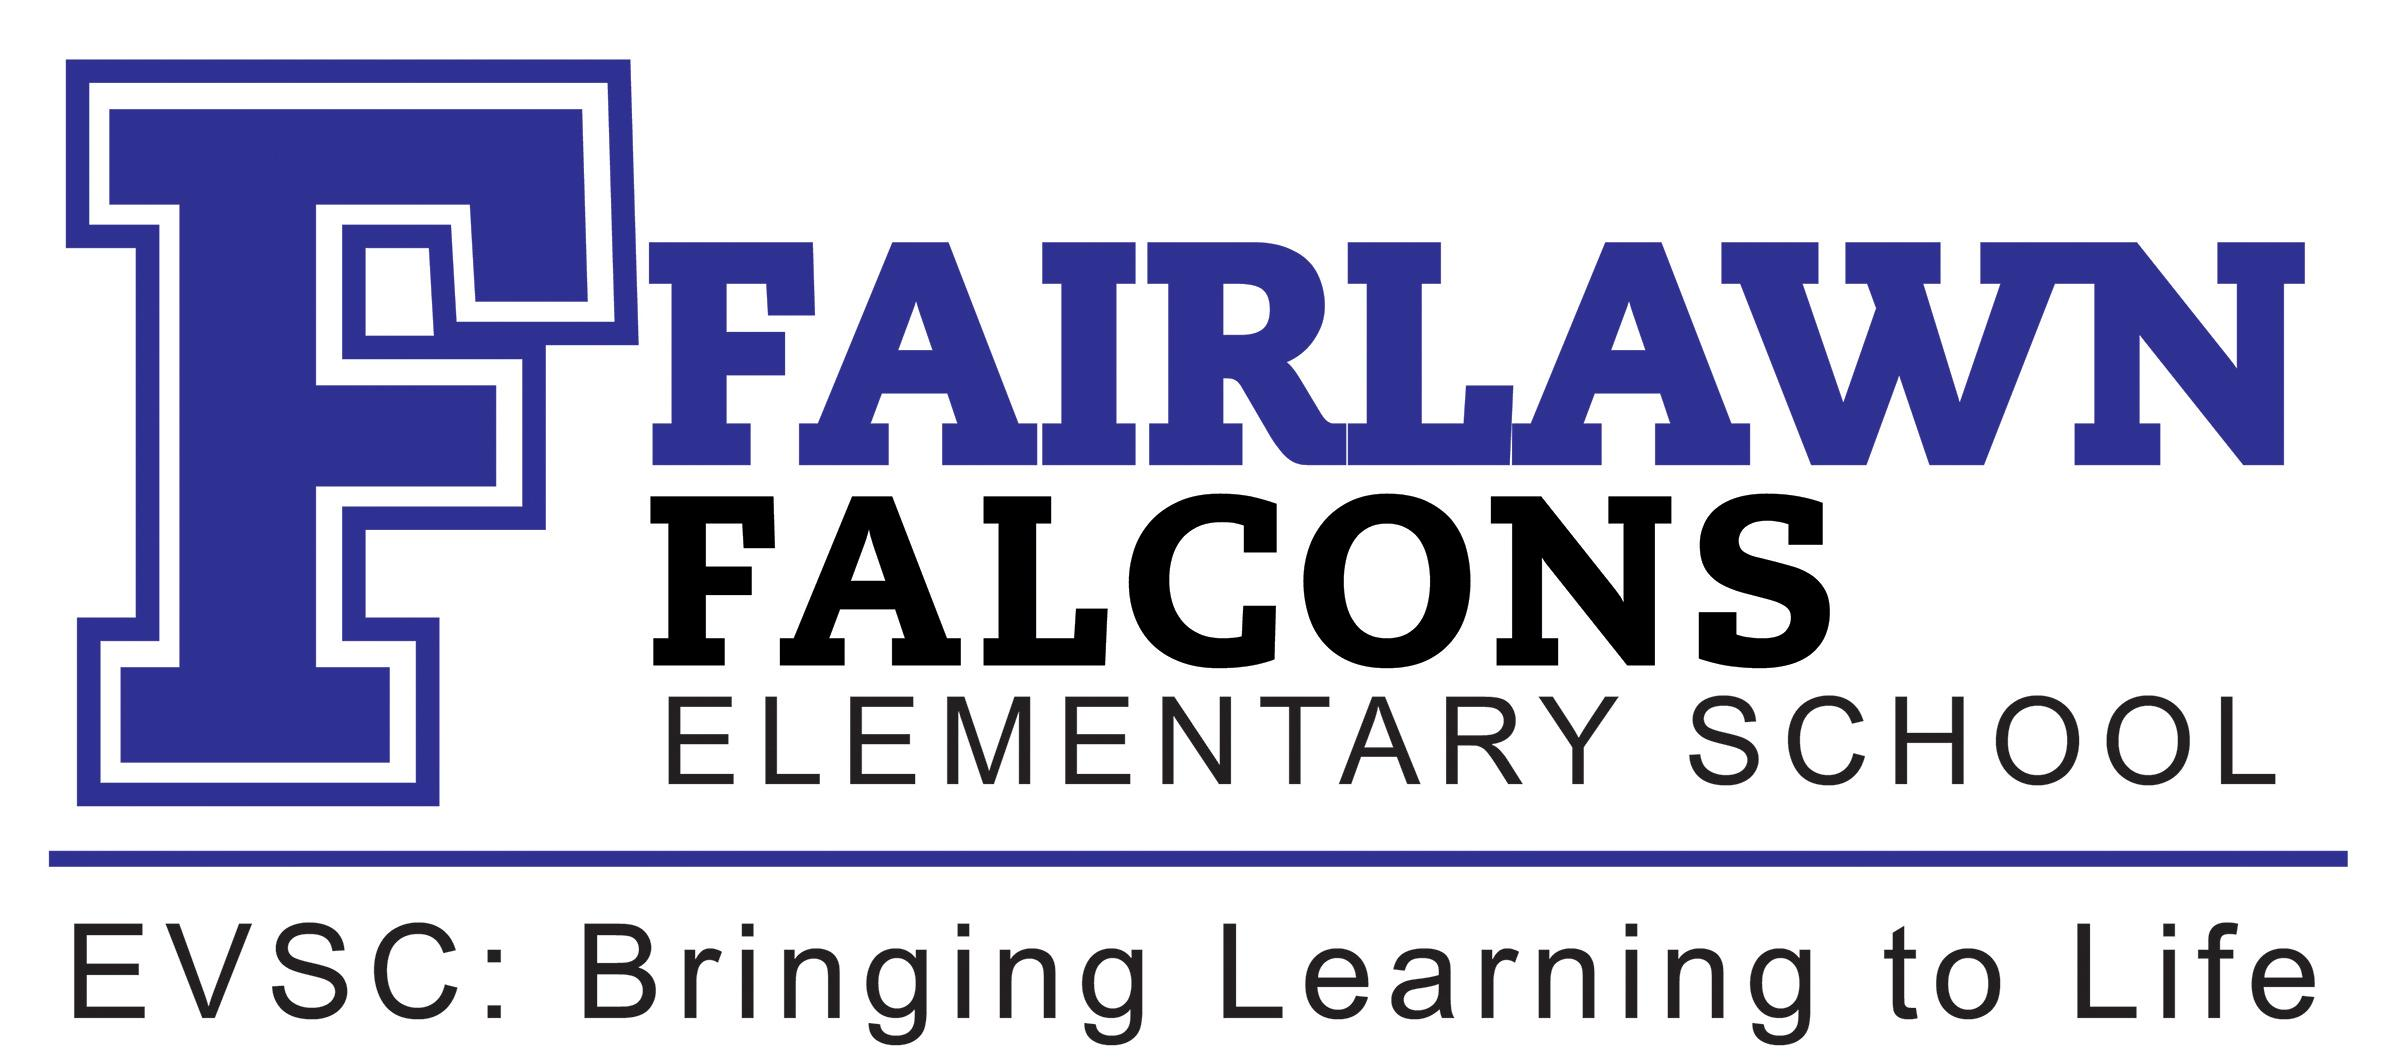 F
FAIRLAWN
FALCONS
ELEMENTARY SCHOOL
EVSC: Bringing Learning to Life